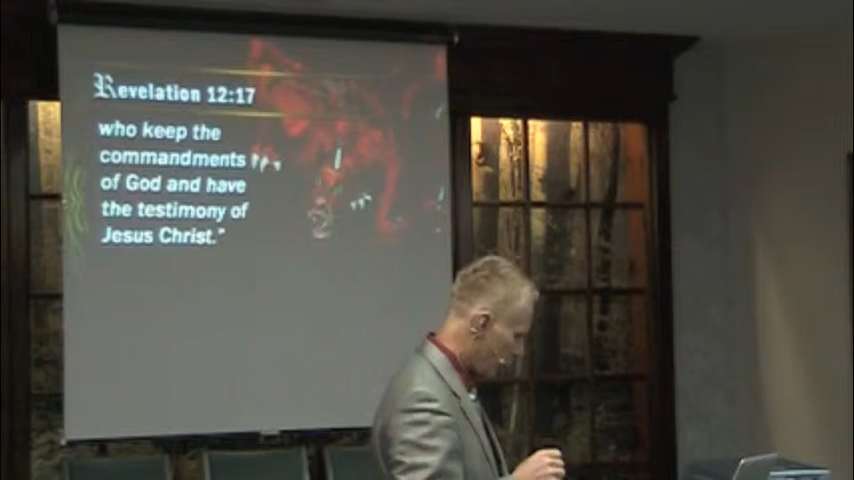 Revelation 12:17
who keep the
commandments
of God and have
the testimony of
Jesus Christ."